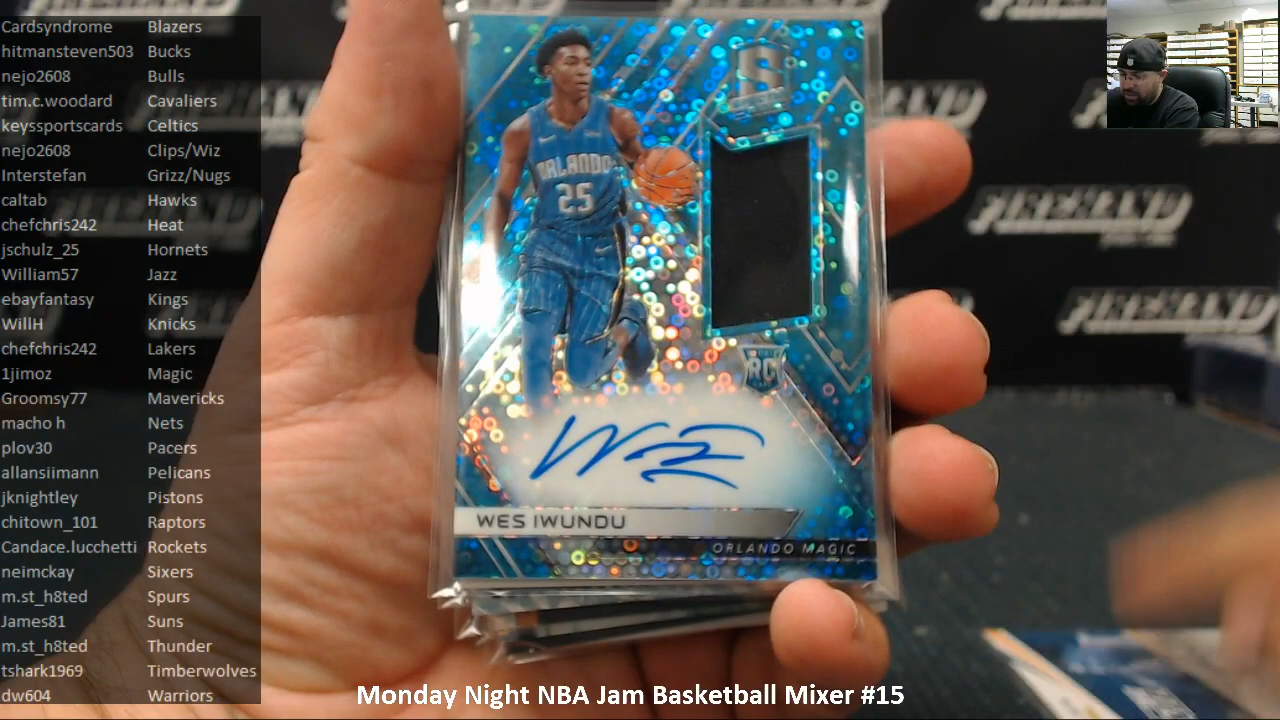 Cardsyndrome Blazers
hitmansteven503 Bucks
nejo2608 Bulls
tim.c.woodard Cavaliers
keyssportscards Celtics
nejo2608 Clips/Wiz
Interstefan Grizz/Nugs
caltab Hawks
chefchris242 Heat
jschulz_25 Hornets
William57 Jazz
ebayfantasy Kings
WillH Knicks
chefchris242 Lakers
1jimoz Magic
Groomsy77 Mavericks
macho h Nets
plov30 Pacers
allansiimann Pelicans
jknightley Pistons
chitown_101 Raptors
Candace.lucchetti Rockets
neimckay Sixers
m.st_h8ted Spurs
James81 Suns
m.st_h8ted Thunder
tshark1969 Timberwolves
dw604 Warriors
S
ORLANDO
25
RC
WES IWUNDU
ORLANDO MAGIC
FIREHAND
FIREHAND
Monday Night NBA Jam Basketball Mixer #15